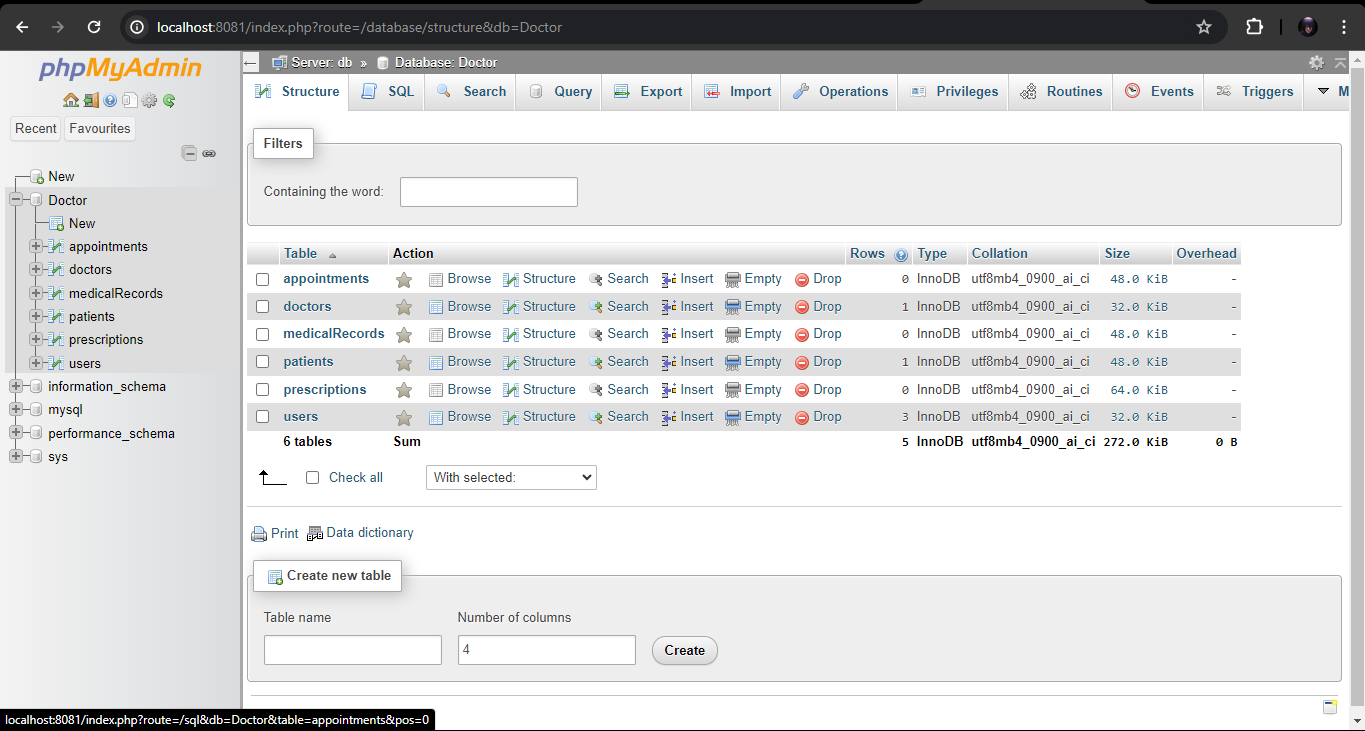 localhost:8081/index.php?route=/database/structure&db=Doctor
phpMyAdmin
Recent Favourites
New
Doctor
New
appointments
doctors
medicalRecords
patients
prescriptions
users
information_schema
mysql
performance_schema
sys
Server: db » Database: Doctor
Structure SQL Search Query Export Import Operations Privileges Routines Events Triggers M
Filters
Containing the word:
Table Action Rows Type Collation Size Overhead
appointments Browse Structure Search Insert Empty Drop 0 InnoDB utf8mb4_0900_ai_ci 48.0 KiB -
doctors Browse Structure Search Insert Empty Drop 1 InnoDB utf8mb4_0900_ai_ci 32.0 KiB -
medicalRecords Browse Structure Search Insert Empty Drop 0 InnoDB utf8mb4_0900_ai_ci 48.0 KiB -
patients Browse Structure Search Insert Empty Drop 1 InnoDB utf8mb4_0900_ai_ci 48.0 KiB -
prescriptions Browse Structure Search Insert Empty Drop 0 InnoDB utf8mb4_0900_ai_ci 64.0 KiB -
users Browse Structure Search Insert Empty Drop 3 InnoDB utf8mb4_0900_ai_ci 32.0 KiB -
6 tables Sum 5 InnoDB utf8mb4_0900_ai_ci 272.0 KiB 0 B
Check all With selected:
Print Data dictionary
Create new table
Table name Number of columns
4 Create
localhost:8081/index.php?route=/sql&db=Doctor&table=appointments&pos=0